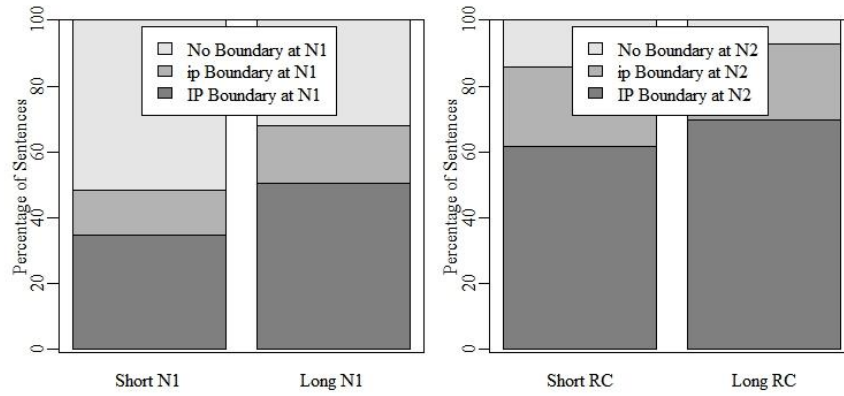 Percentage of Sentences
0
20
40
60
80
100
No Boundary at N1
ip Boundary at N1
IP Boundary at N1
Short N1
Long N1
Percentage of Sentences
0
20
40
60
80
100
No Boundary at N2
ip Boundary at N2
IP Boundary at N2
Short RC
Long RC